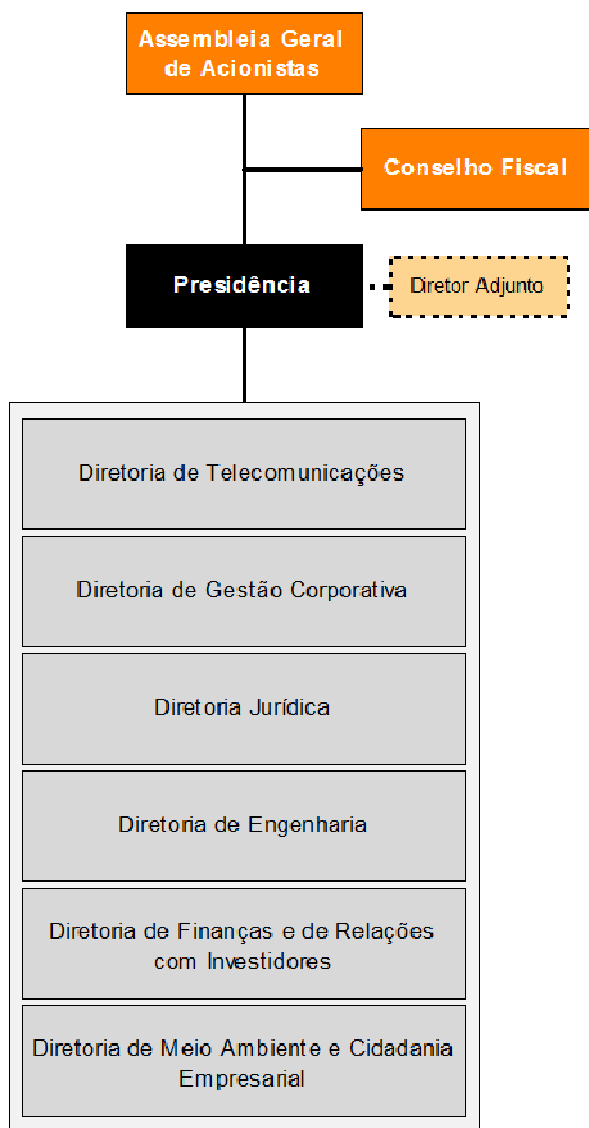 Assembleia Geral
de Acionistas
Conselho Fiscal
Presidência
Diretor Adjunto
Diretoria de Telecomunicações
Diretoria de Gestão Corporativa
Diretoria Jurídica
Diretoria de Engenharia
Diretoria de Finanças e de Relações
com Investidores
Diretoria de Meio Ambiente e Cidadania
Empresarial